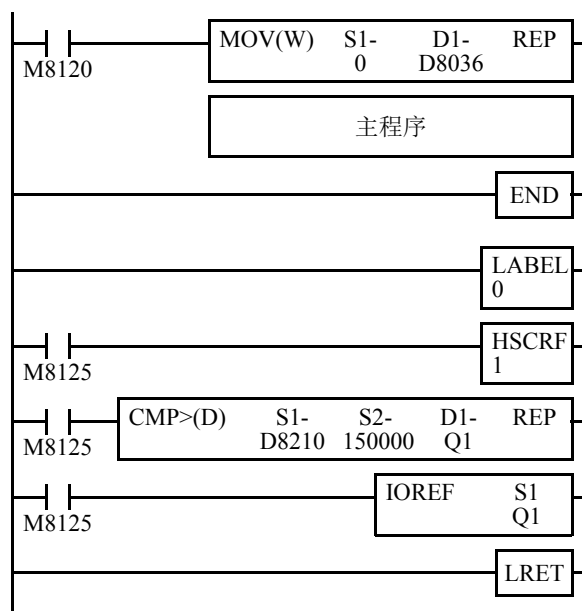 MOV(W) S1- D1- REP
M8120 0 D8036
主程序
END
LABEL
0
HSCRF
M8125 1
CMP>(D) S1- S2- D1- REP
M8125 D8210 150000 Q1
IOREF S1
M8125 Q1
LRET